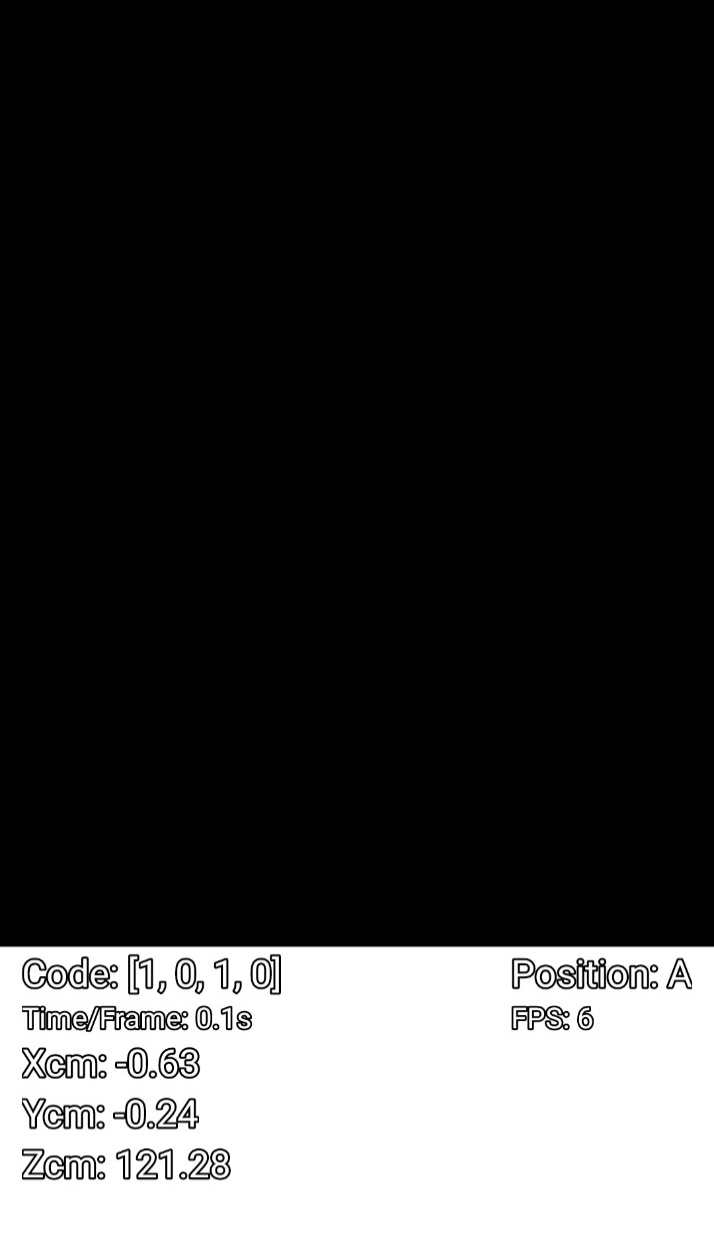 Code: [1, 0, 1, 0] Position: A
Time/Frame: 0.1s FPS: 6
Xcm: -0.63
Ycm: -0.24
Zcm: 121.28